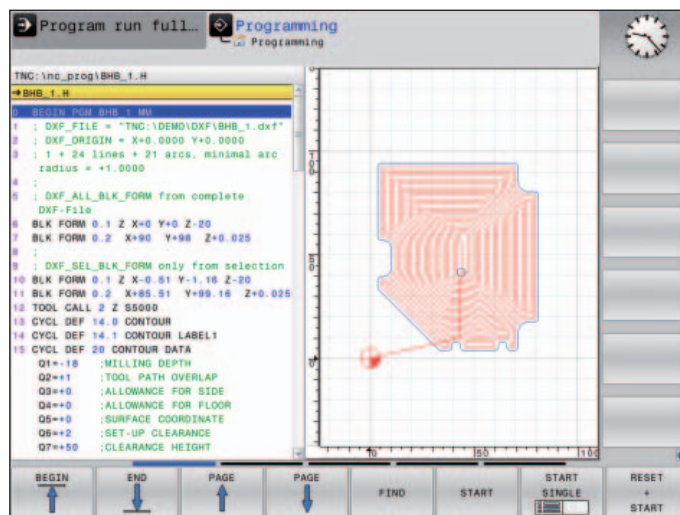 Program run full...
Programming
Programming
TNC:\nc_prog\BHB_1.H
→BHB_1.H
0 BEGIN PGM BHB_1 MM
1 ; DXF_FILE = "TNC:\DEMO\DXF\BHB_1.dxf"
2 ; DXF_ORIGIN = X+0.0000 Y+0.0000
3 ; 1 + 24 lines + 21 arcs, minimal arc
radius = +1.0000
4 ;
5 ; DXF_ALL_BLK_FORM from complete
DXF-File
6 BLK FORM 0.1 Z X+0 Y+0 Z-20
7 BLK FORM 0.2 X+90 Y+98 Z+0.025
8 ;
9 ; DXF_SEL_BLK_FORM only from selection
10 BLK FORM 0.1 Z X-0.51 Y-1.16 Z-20
11 BLK FORM 0.2 X+85.51 Y+99.16 Z+0.025
12 TOOL CALL 2 Z S5000
13 CYCL DEF 14.0 CONTOUR
14 CYCL DEF 14.1 CONTOUR LABEL1
15 CYCL DEF 20 CONTOUR DATA
Q1=-18 ;MILLING DEPTH
Q2=+1 ;TOOL PATH OVERLAP
Q3=+0 ;ALLOWANCE FOR SIDE
Q4=+0 ;ALLOWANCE FOR FLOOR
Q5=+0 ;SURFACE COORDINATE
Q6=+2 ;SET-UP CLEARANCE
Q7=+50 ;CLEARANCE HEIGHT
100
50
0
0
50
100
BEGIN
END
PAGE
PAGE
FIND
START
START
SINGLE
RESET
+
START